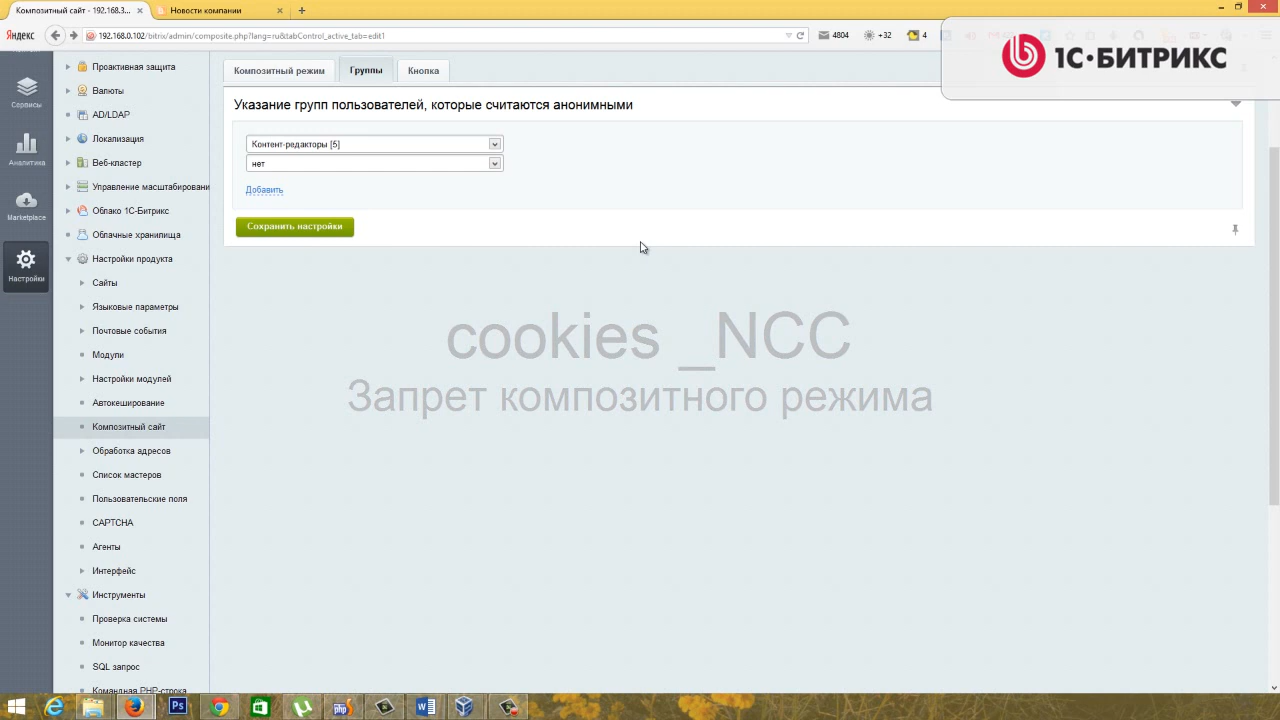 Композитный сайт - 192.168.3...
Новости компании
Яндекс
192.168.0.102/bitrix/admin/composite.php?lang=ru&tabControl_active_tab=edit1
4804
+32
4
1С·БИТРИКС
Сервисы
Аналитика
Marketplace
Настройки
Проактивная защита
Валюты
AD/LDAP
Локализация
Веб-кластер
Управление масштабировани
Облако 1С-Битрикс
Облачные хранилища
Настройки продукта
Сайты
Языковые параметры
Почтовые события
Модули
Настройки модулей
Автокеширование
Композитный сайт
Обработка адресов
Список мастеров
Пользовательские поля
CAPTCHA
Агенты
Интерфейс
Инструменты
Проверка системы
Монитор качества
SQL запрос
Командная PHP-строка
Композитный режим
Группы
Кнопка
Указание групп пользователей, которые считаются анонимными
Контент-редакторы [5]
нет
Добавить
Сохранить настройки
cookies _NCC
Запрет композитного режима